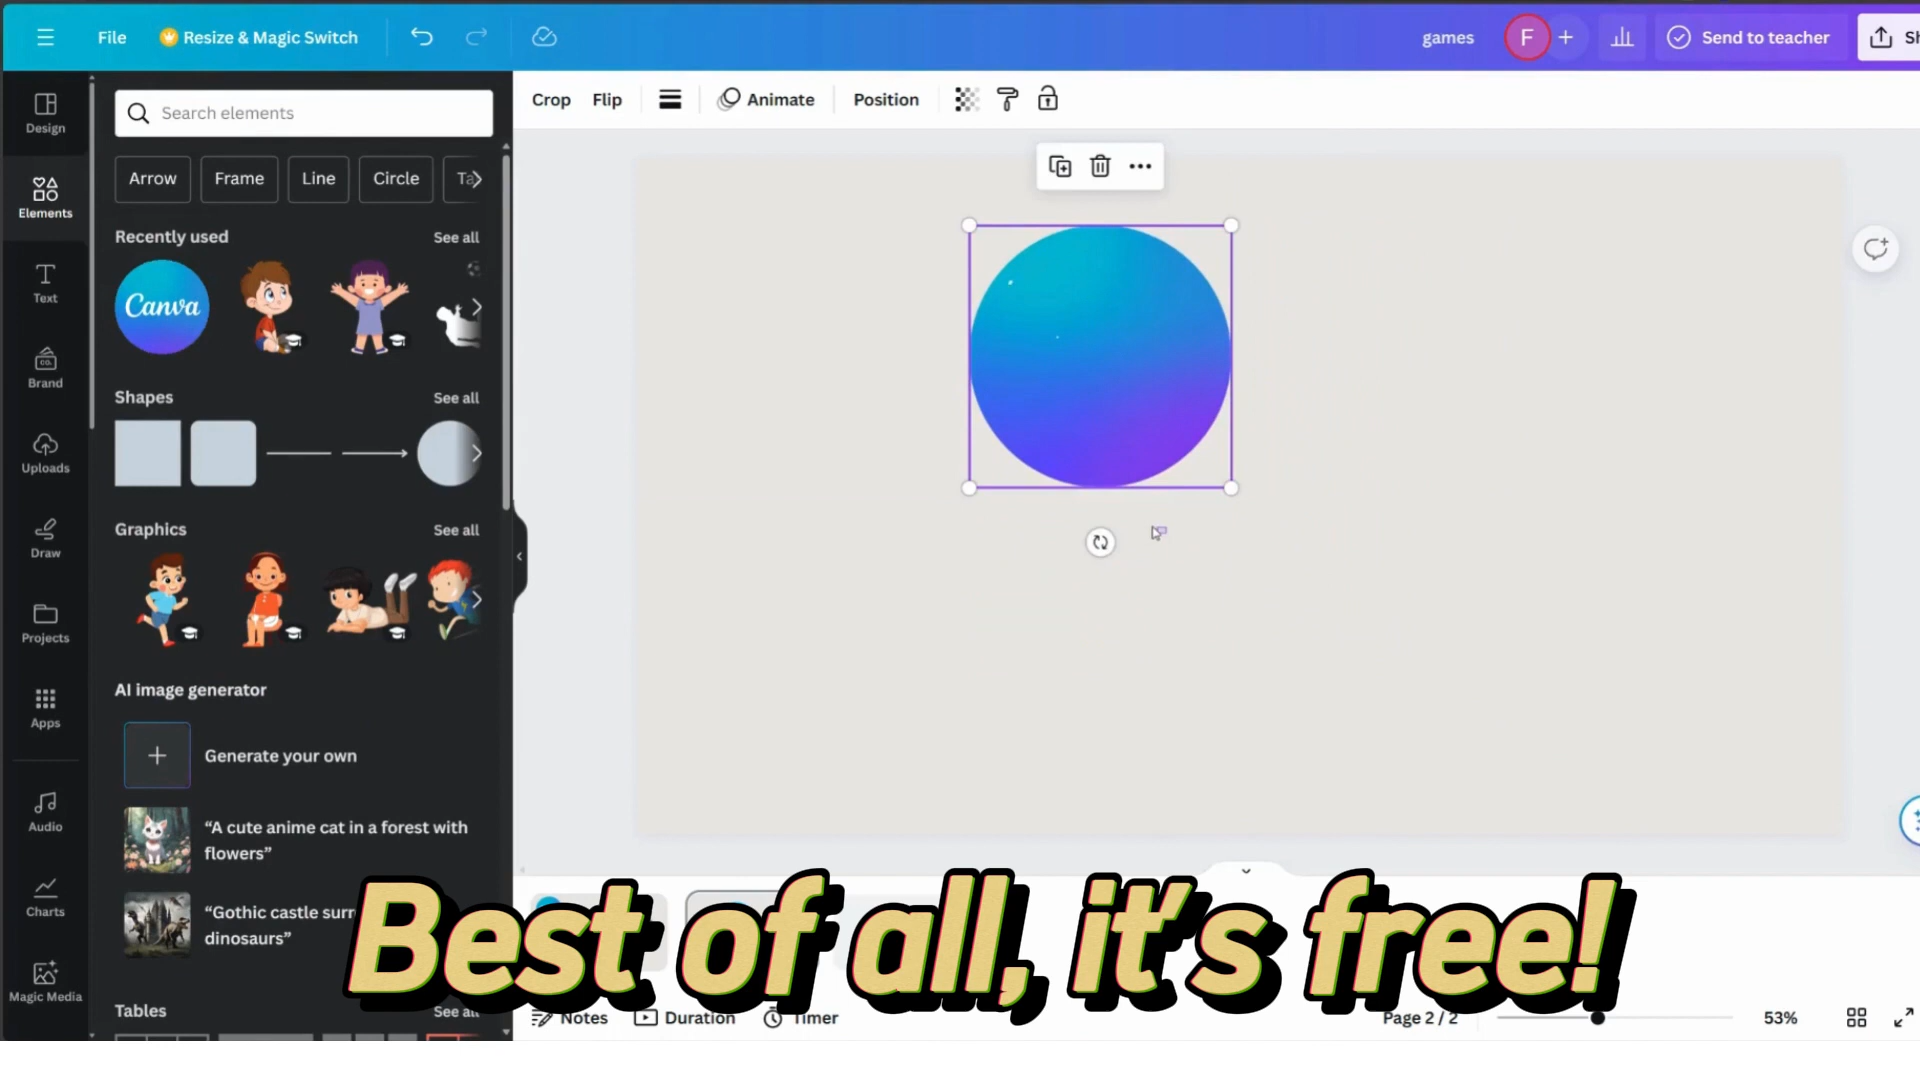 File
Resize & Magic Switch
games
F
Send to teacher
Design
Elements
Text
Brand
CO.
Uploads
Draw
Projects
Apps
Audio
Charts
Magic Media
Search elements
Arrow
Frame
Line
Circle
Recently used
See all
Canva
Shapes
See all
Graphics
See all
AI image generator
Generate your own
“A cute anime cat in a forest with
flowers”
“Gothic castle
dinosaurs”
Tables
See all
Crop
Flip
Animate
Position
Best of all, it's free!
Notes
Duration
Timer
Page 2 / 2
53%